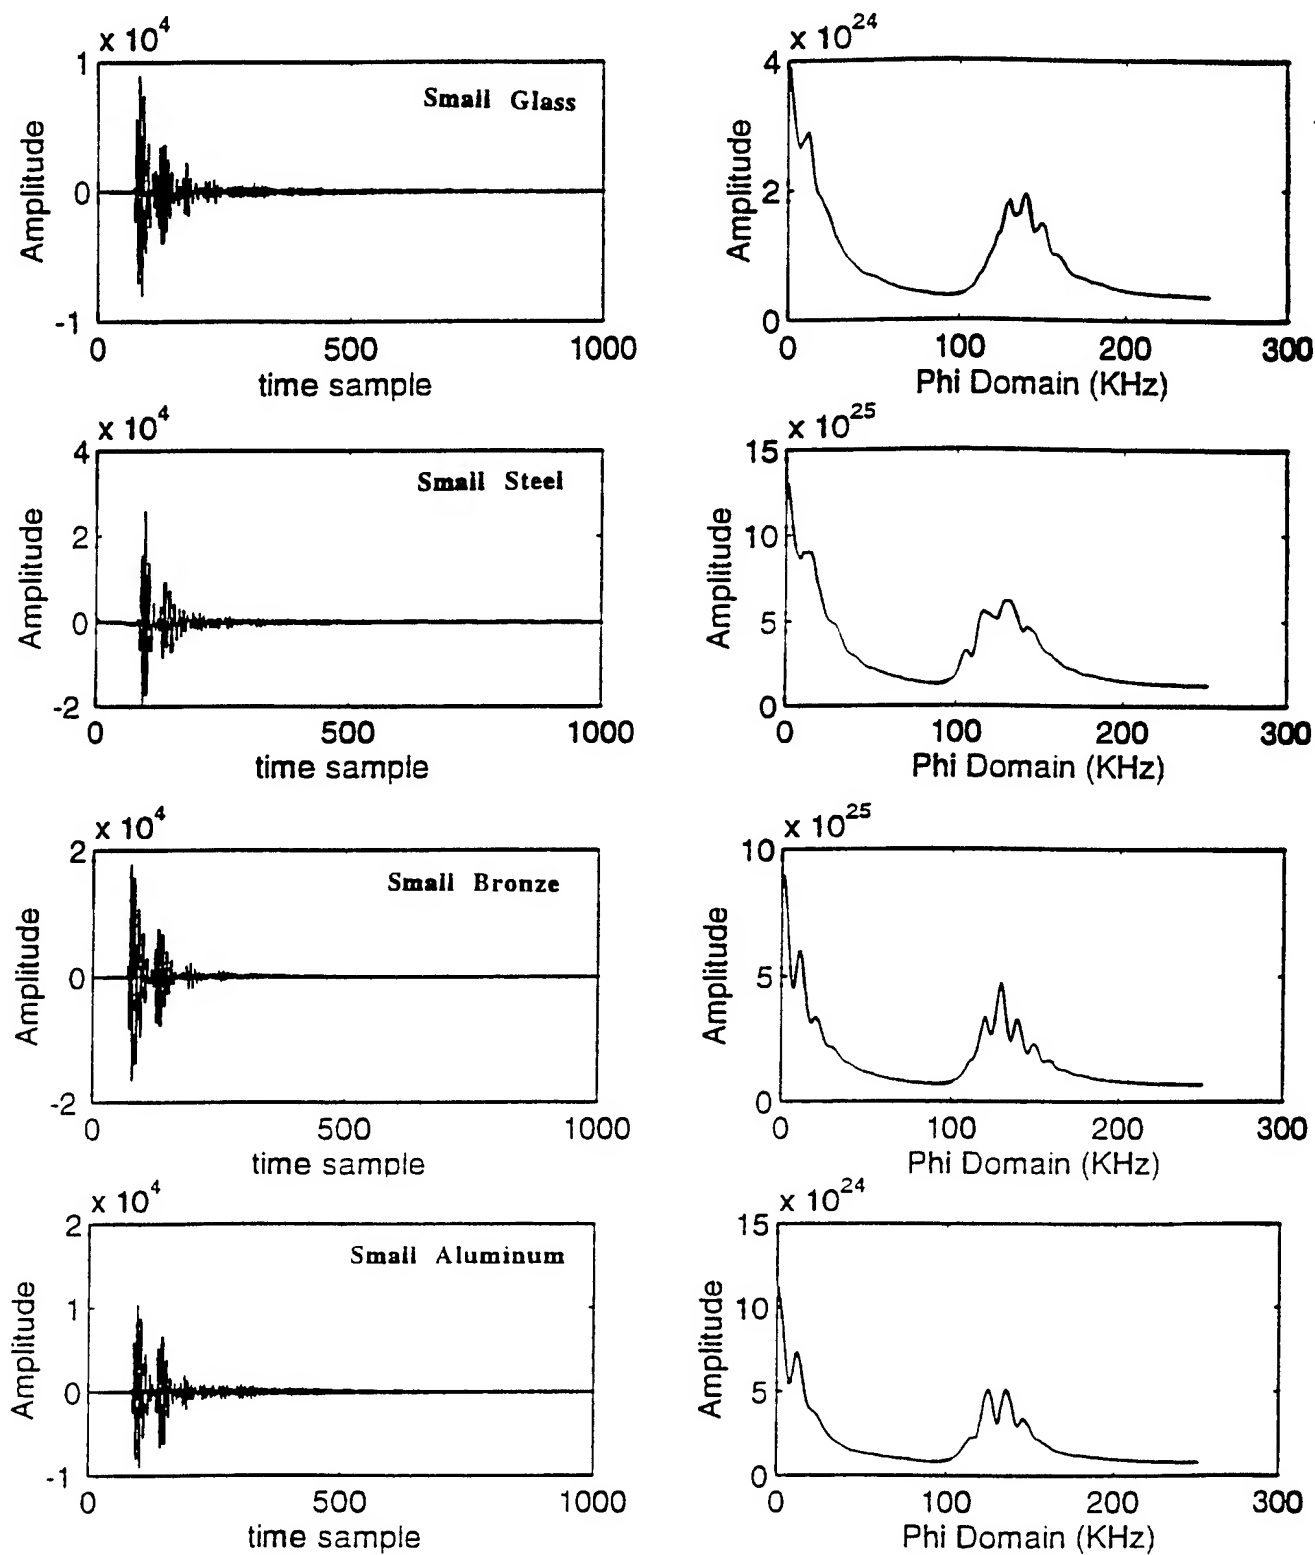 x 10^4
1
0
-1
Amplitude
Small Glass
0 500 1000
time sample
x 10^24
4
2
0
Amplitude
0 100 200 300
Phi Domain (KHz)
x 10^4
4
2
0
-2
Amplitude
Small Steel
0 500 1000
time sample
x 10^25
15
10
5
0
Amplitude
0 100 200 300
Phi Domain (KHz)
x 10^4
2
0
-2
Amplitude
Small Bronze
0 500 1000
time sample
x 10^25
10
5
0
Amplitude
0 100 200 300
Phi Domain (KHz)
x 10^4
2
1
0
-1
Amplitude
Small Aluminum
0 500 1000
time sample
x 10^24
15
10
5
0
Amplitude
0 100 200 300
Phi Domain (KHz)